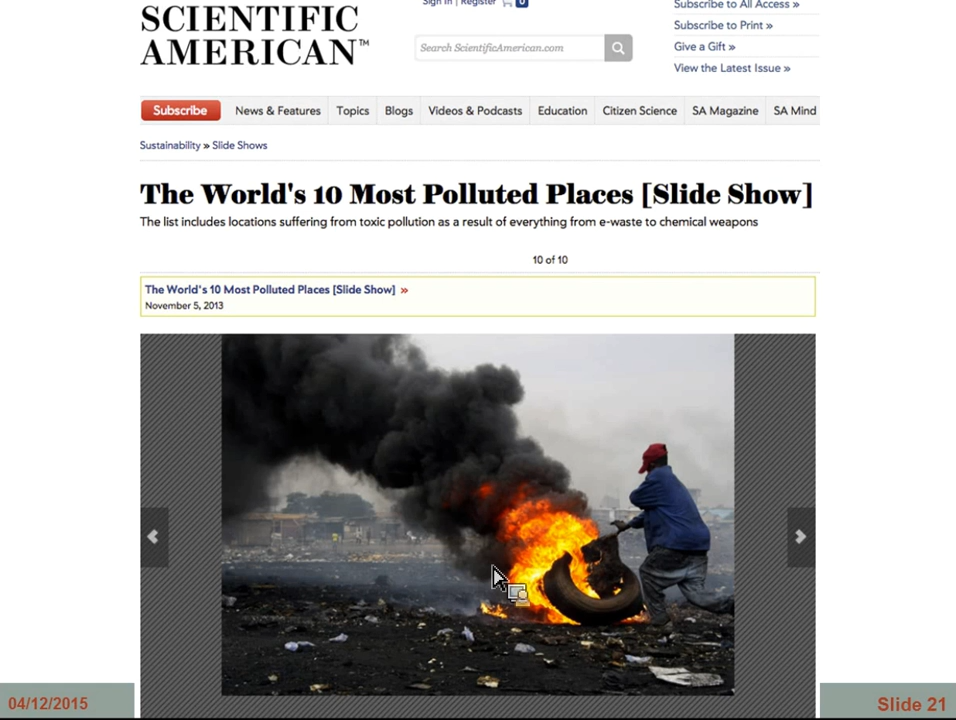 SCIENTIFIC
AMERICAN™
Sign In | Register 0
Search ScientificAmerican.com
Subscribe to All Access »
Subscribe to Print »
Give a Gift »
View the Latest Issue »
Subscribe News & Features Topics Blogs Videos & Podcasts Education Citizen Science SA Magazine SA Mind
Sustainability » Slide Shows
The World's 10 Most Polluted Places [Slide Show]
The list includes locations suffering from toxic pollution as a result of everything from e-waste to chemical weapons
10 of 10
The World's 10 Most Polluted Places [Slide Show] »
November 5, 2013
04/12/2015
Slide 21